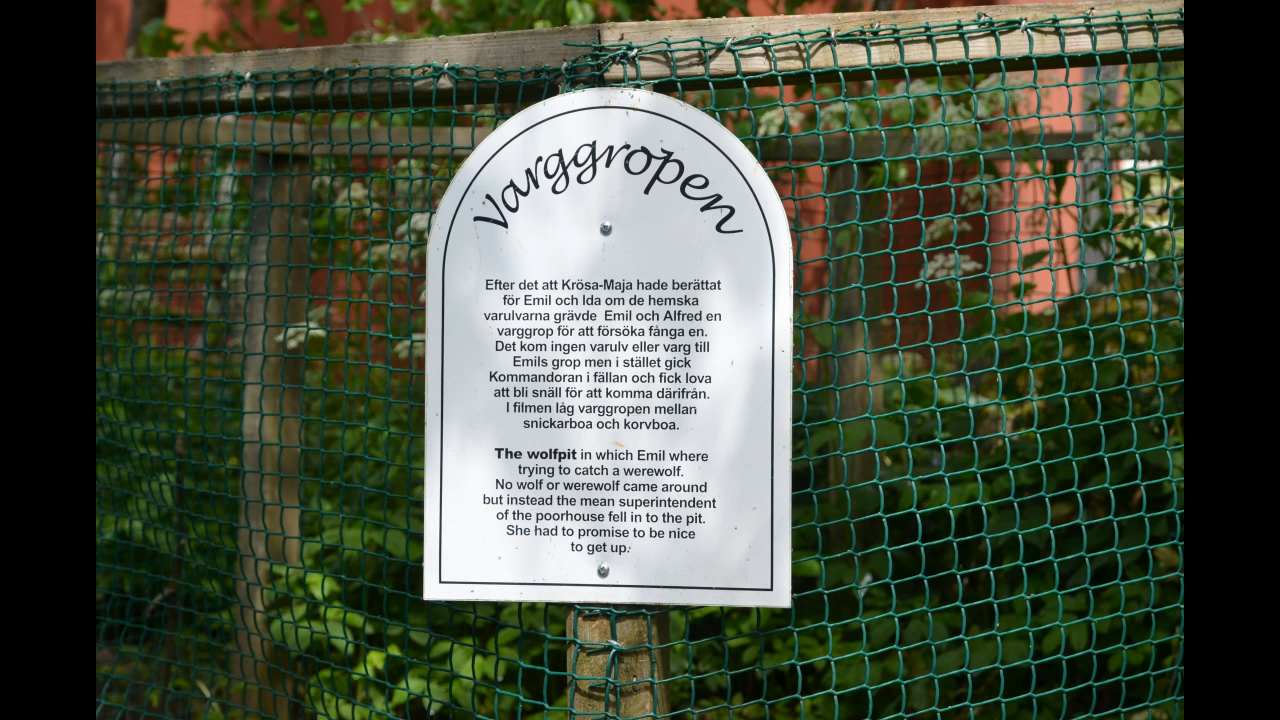 Varggropen
Efter det att Krösa-Maja hade berättat
för Emil och Ida om de hemska
varulvarna grävde Emil och Alfred en
varggrop för att försöka fånga en.
Det kom ingen varulv eller varg till
Emils grop men i stället gick
Kommandoran i fällan och fick lova
att bli snäll för att komma därifrån.
I filmen låg varggropen mellan
snickarboa och korvboa.
The wolfpit in which Emil where
trying to catch a werewolf.
No wolf or werewolf came around
but instead the mean superintendent
of the poorhouse fell in to the pit.
She had to promise to be nice
to get up.